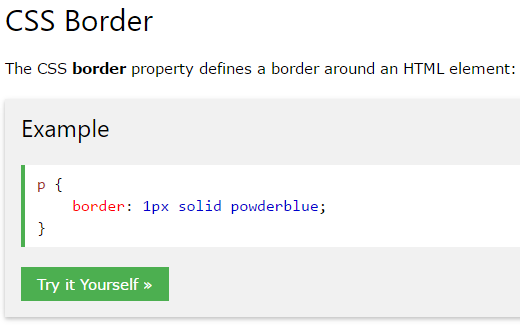 CSS Border
The CSS border property defines a border around an HTML element:
Example
p {
    border: 1px solid powderblue;
}
Try it Yourself »